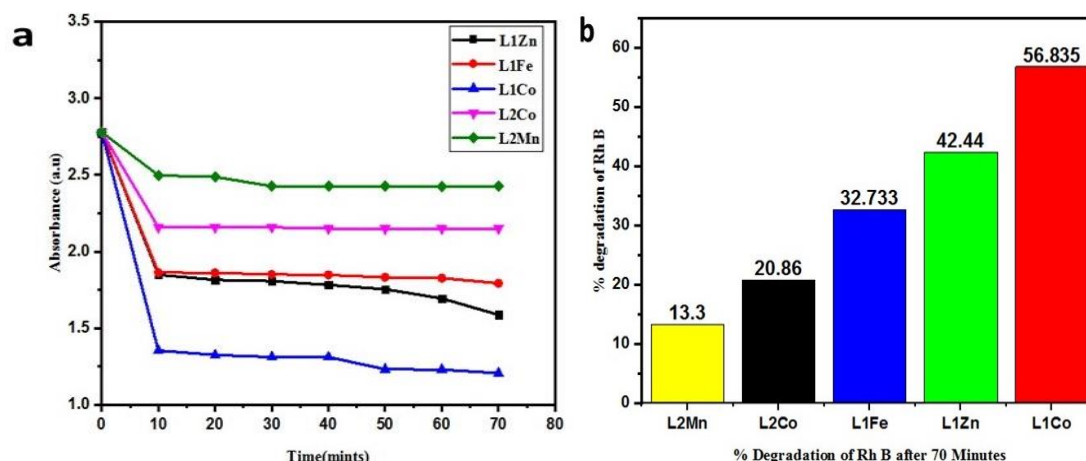 a
3.5
3.0
2.5
2.0
1.5
1.0
Absorbance (a.u)
0 10 20 30 40 50 60 70 80
Time(mints)
L1Zn
L1Fe
L1Co
L2Co
L2Mn
b
60
50
40
30
20
10
0
% degradation of Rh B
13.3
20.86
32.733
42.44
56.835
L2Mn L2Co L1Fe L1Zn L1Co
% Degradation of Rh B after 70 Minutes